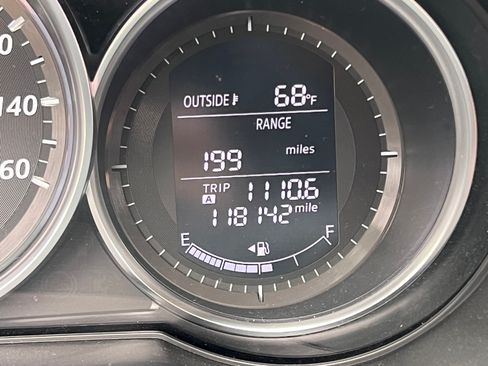 140
60
OUTSIDE 68°F
RANGE
199 miles
TRIP A 1110.6
118142 mile
E F